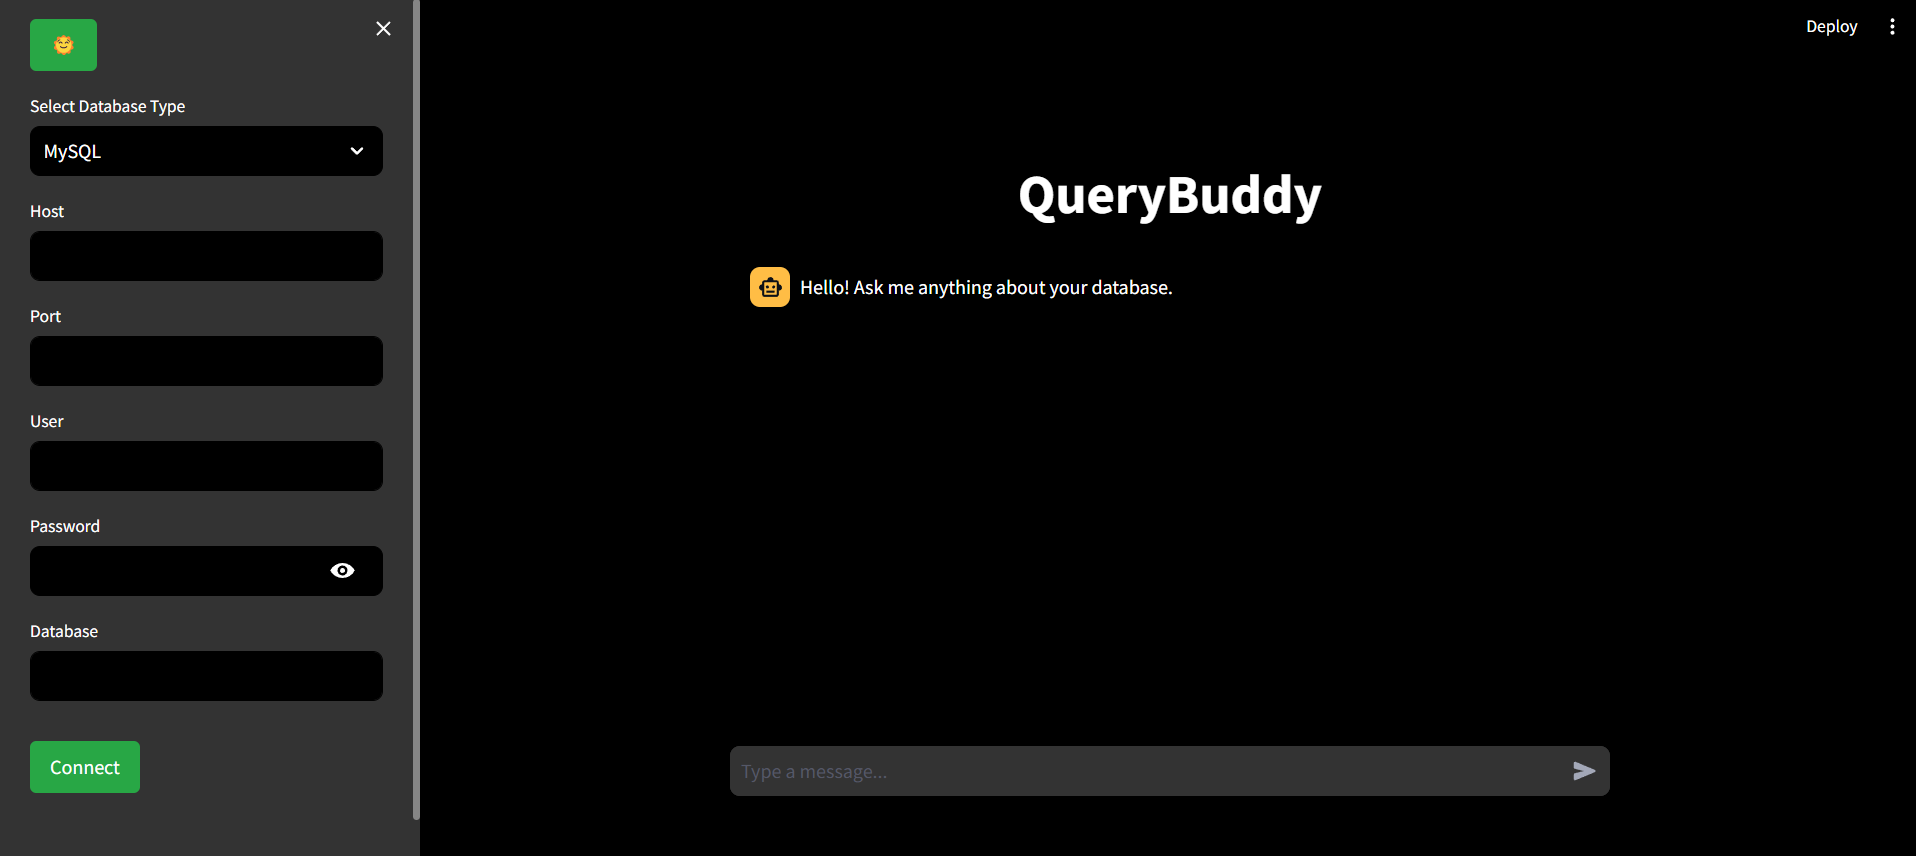 Select Database Type
MySQL
Host
Port
User
Password
Database
Connect
Deploy
QueryBuddy
Hello! Ask me anything about your database.
Type a message...